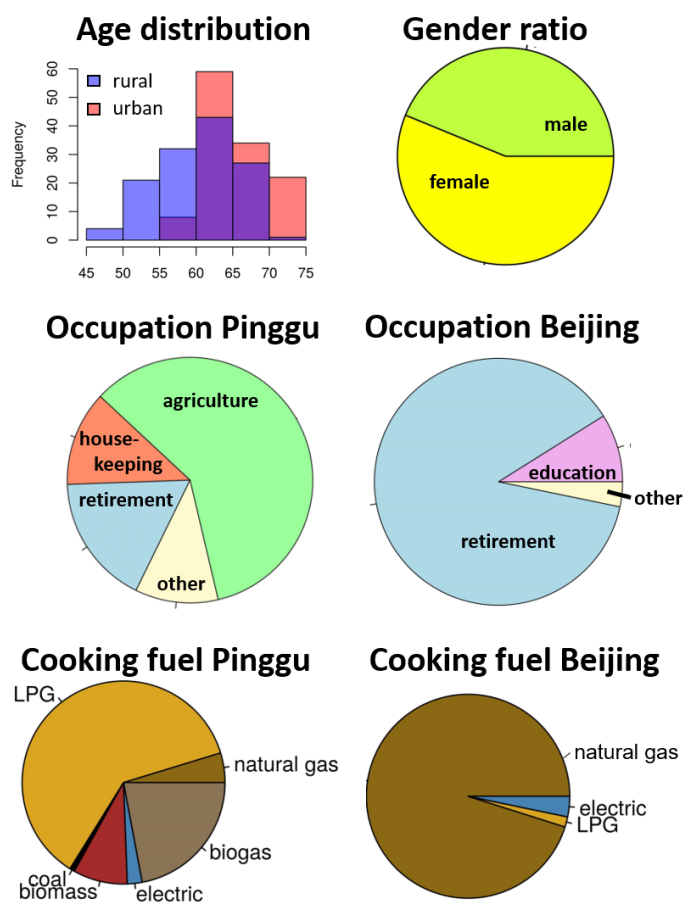 Age distribution
Gender ratio
60
50
40
30
20
10
0
Frequency
rural
urban
45 50 55 60 65 70 75
male
female
Occupation Pinggu
Occupation Beijing
agriculture
house-
keeping
retirement
other
education
other
retirement
Cooking fuel Pinggu
Cooking fuel Beijing
LPG
natural gas
biogas
coal
biomass
electric
natural gas
electric
LPG